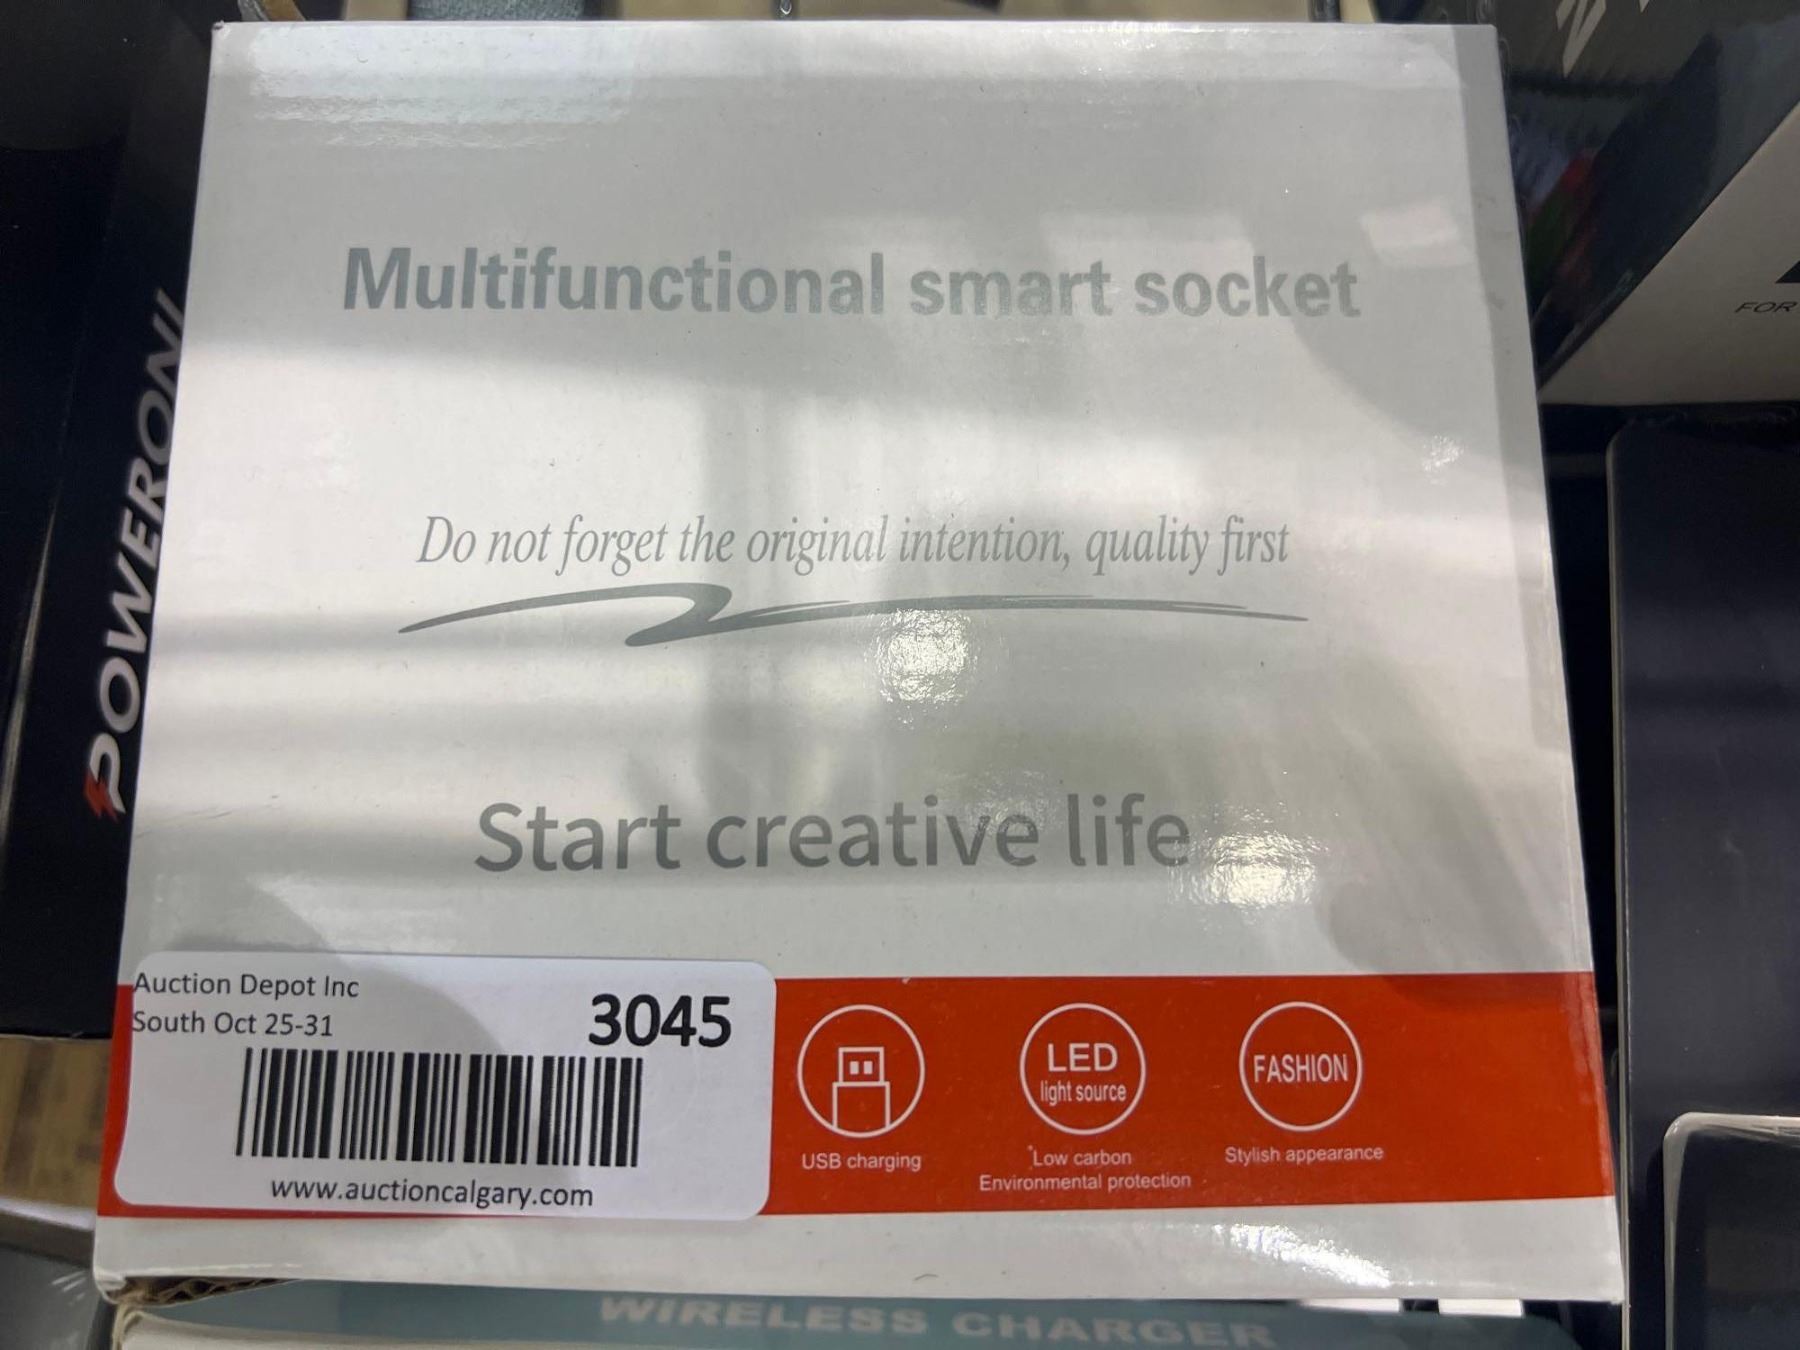 Multifunctional smart socket
Do not forget the original intention, quality first
Start creative life
Auction Depot Inc
South Oct 25-31
3045
www.auctioncalgary.com
USB charging
LED
light source
Low carbon
Environmental protection
FASHION
Stylish appearance
WIRELESS CHARGER
FOR